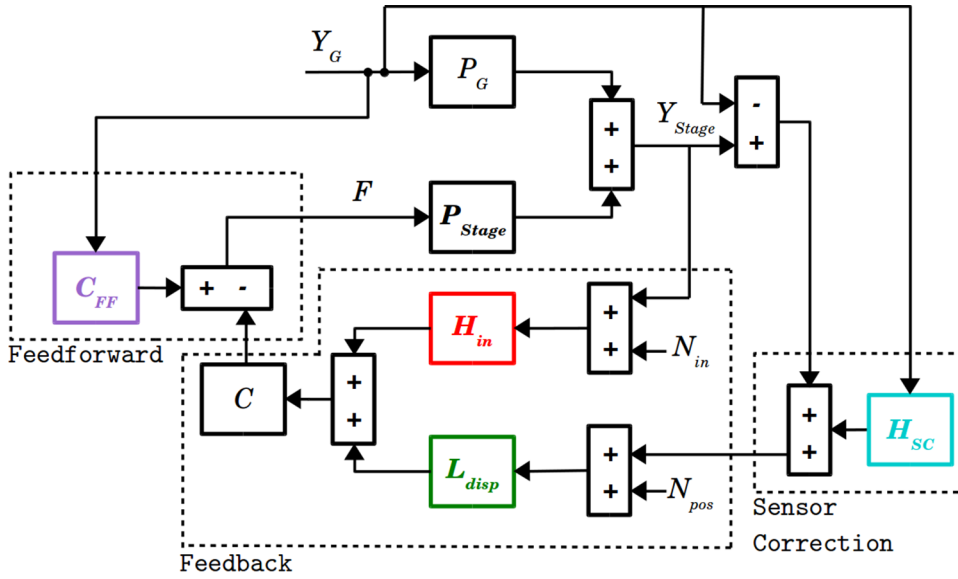 Y_G
P_G
-
+
+
+
Y_Stage
F
P_Stage
C_FF
+ -
Feedforward
H_in
+
+
N_in
+
+
C
L_disp
+
+
N_pos
+
+
H_SC
Feedback
Sensor
Correction